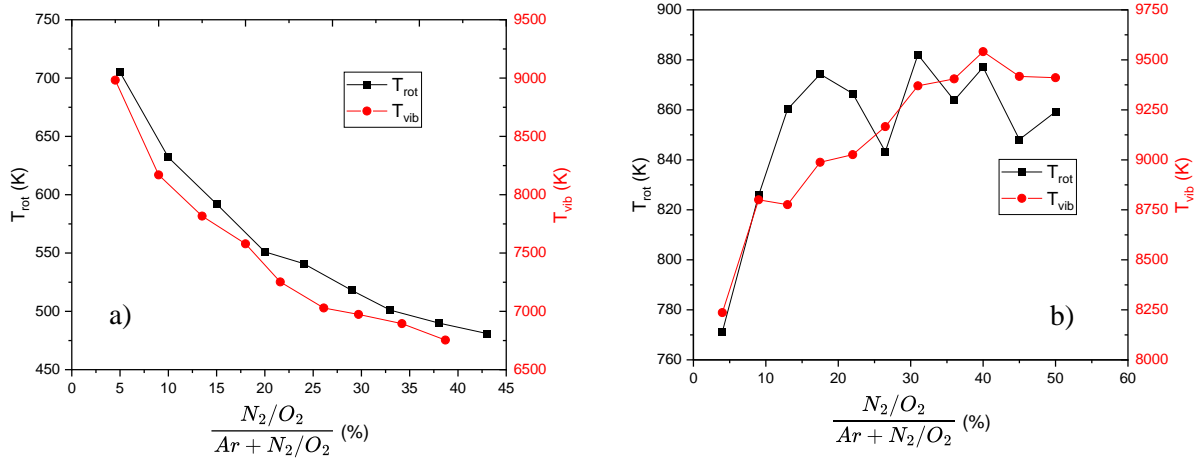 750
700
650
600
550
500
450
T_rot (K)
9500
9000
8500
8000
7500
7000
6500
T_vib (K)
T_rot
T_vib
a)
0 5 10 15 20 25 30 35 40 45
N_2/O_2
Ar + N_2/O_2 (%)
900
880
860
840
820
800
780
760
T_rot (K)
9750
9500
9250
9000
8750
8500
8250
8000
T_vib (K)
T_rot
T_vib
b)
0 10 20 30 40 50 60
N_2/O_2
Ar + N_2/O_2 (%)